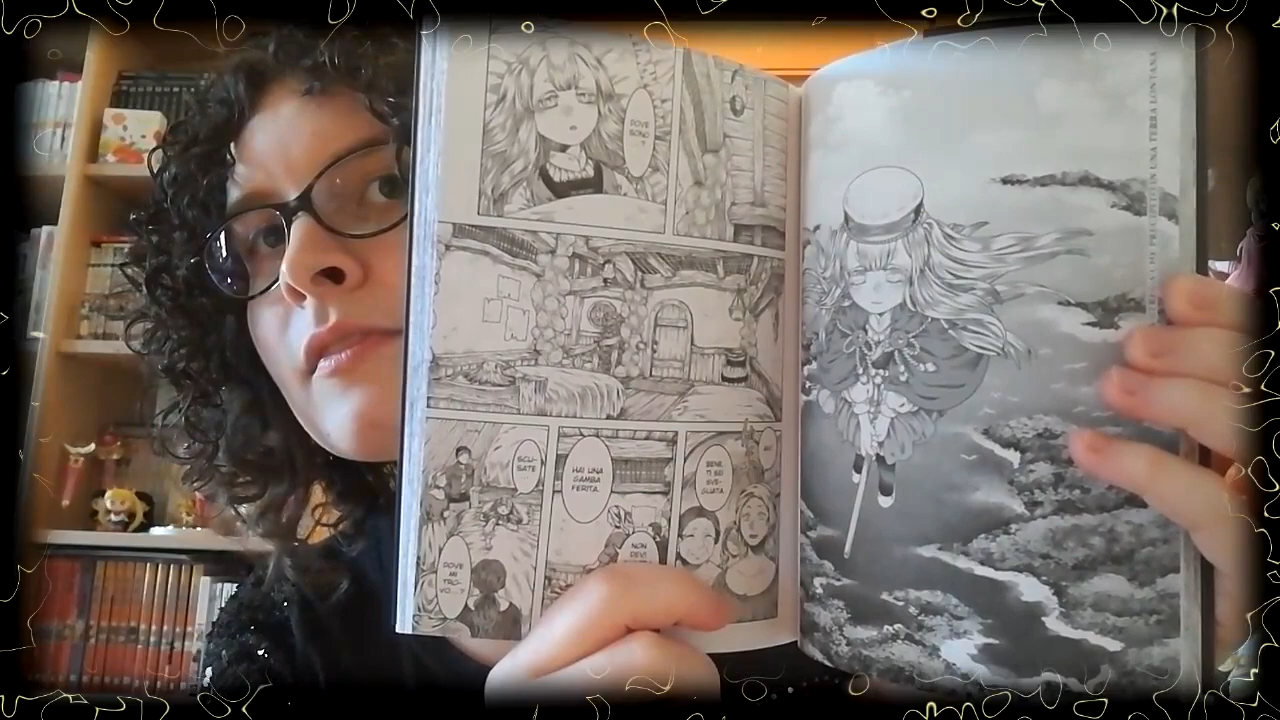 DOVE
SONO
?
SCU-
SATE
HAI UNA
GAMBA
FERITA.
BENE,
TI SEI
SVE-
GLIATA.
DOVE
MI
TRO-
VO...?
NON
DEVI
IN UNA TERRA LONTANA